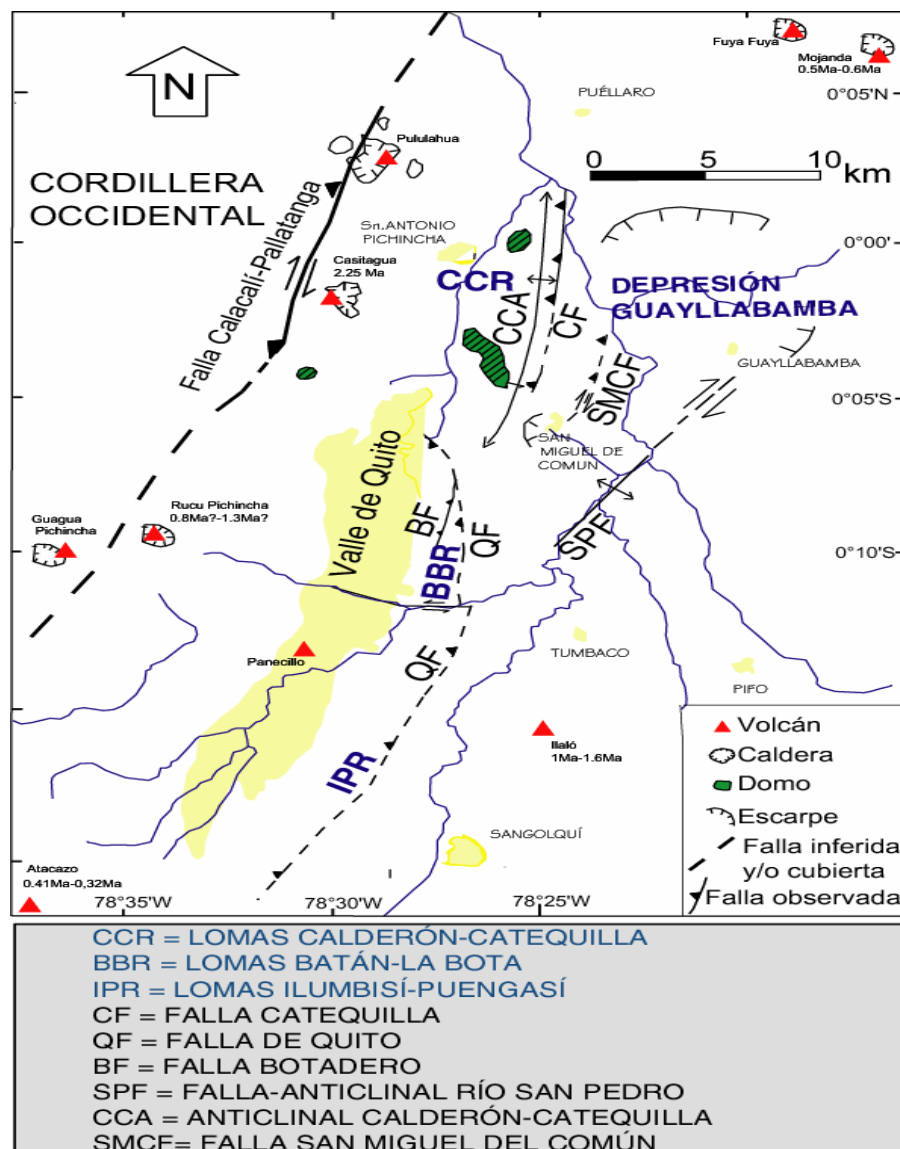 Fuya Fuya
Mojanda
0.5Ma-0.6Ma
0°05'N
N
PUÉLLARO
Pululahua
0 5 10
km
CORDILLERA
OCCIDENTAL
Falla Calacalí-Pallatanga
Sn.ANTONIO
PICHINCHA
0°00'
Casitagua
2.25 Ma
CCR
CCA
CF
DEPRESIÓN
GUAYLLABAMBA
SMCF
GUAYLLABAMBA
0°05'S
SAN
MIGUEL DE
COMUN
Valle de Quito
Rucu Pichincha
0.8Ma?-1.3Ma?
Guagua
Pichincha
BF
QF
BBR
SPF
0°10'S
Panecillo
QF
TUMBACO
PIFO
IPR
Ilaló
1Ma-1.6Ma
SANGOLQUÍ
Atacazo
0.41Ma-0,32Ma
78°35W
78°30W
78°25W
Volcán
Caldera
Domo
Escarpe
Falla inferida
y/o cubierta
Falla observada
CCR = LOMAS CALDERÓN-CATEQUILLA
BBR = LOMAS BATÁN-LA BOTA
IPR = LOMAS ILUMBISÍ-PUENGASÍ
CF = FALLA CATEQUILLA
QF = FALLA DE QUITO
BF = FALLA BOTADERO
SPF = FALLA-ANTICLINAL RÍO SAN PEDRO
CCA = ANTICLINAL CALDERÓN-CATEQUILLA
SMCF= FALLA SAN MIGUEL DEL COMÚN